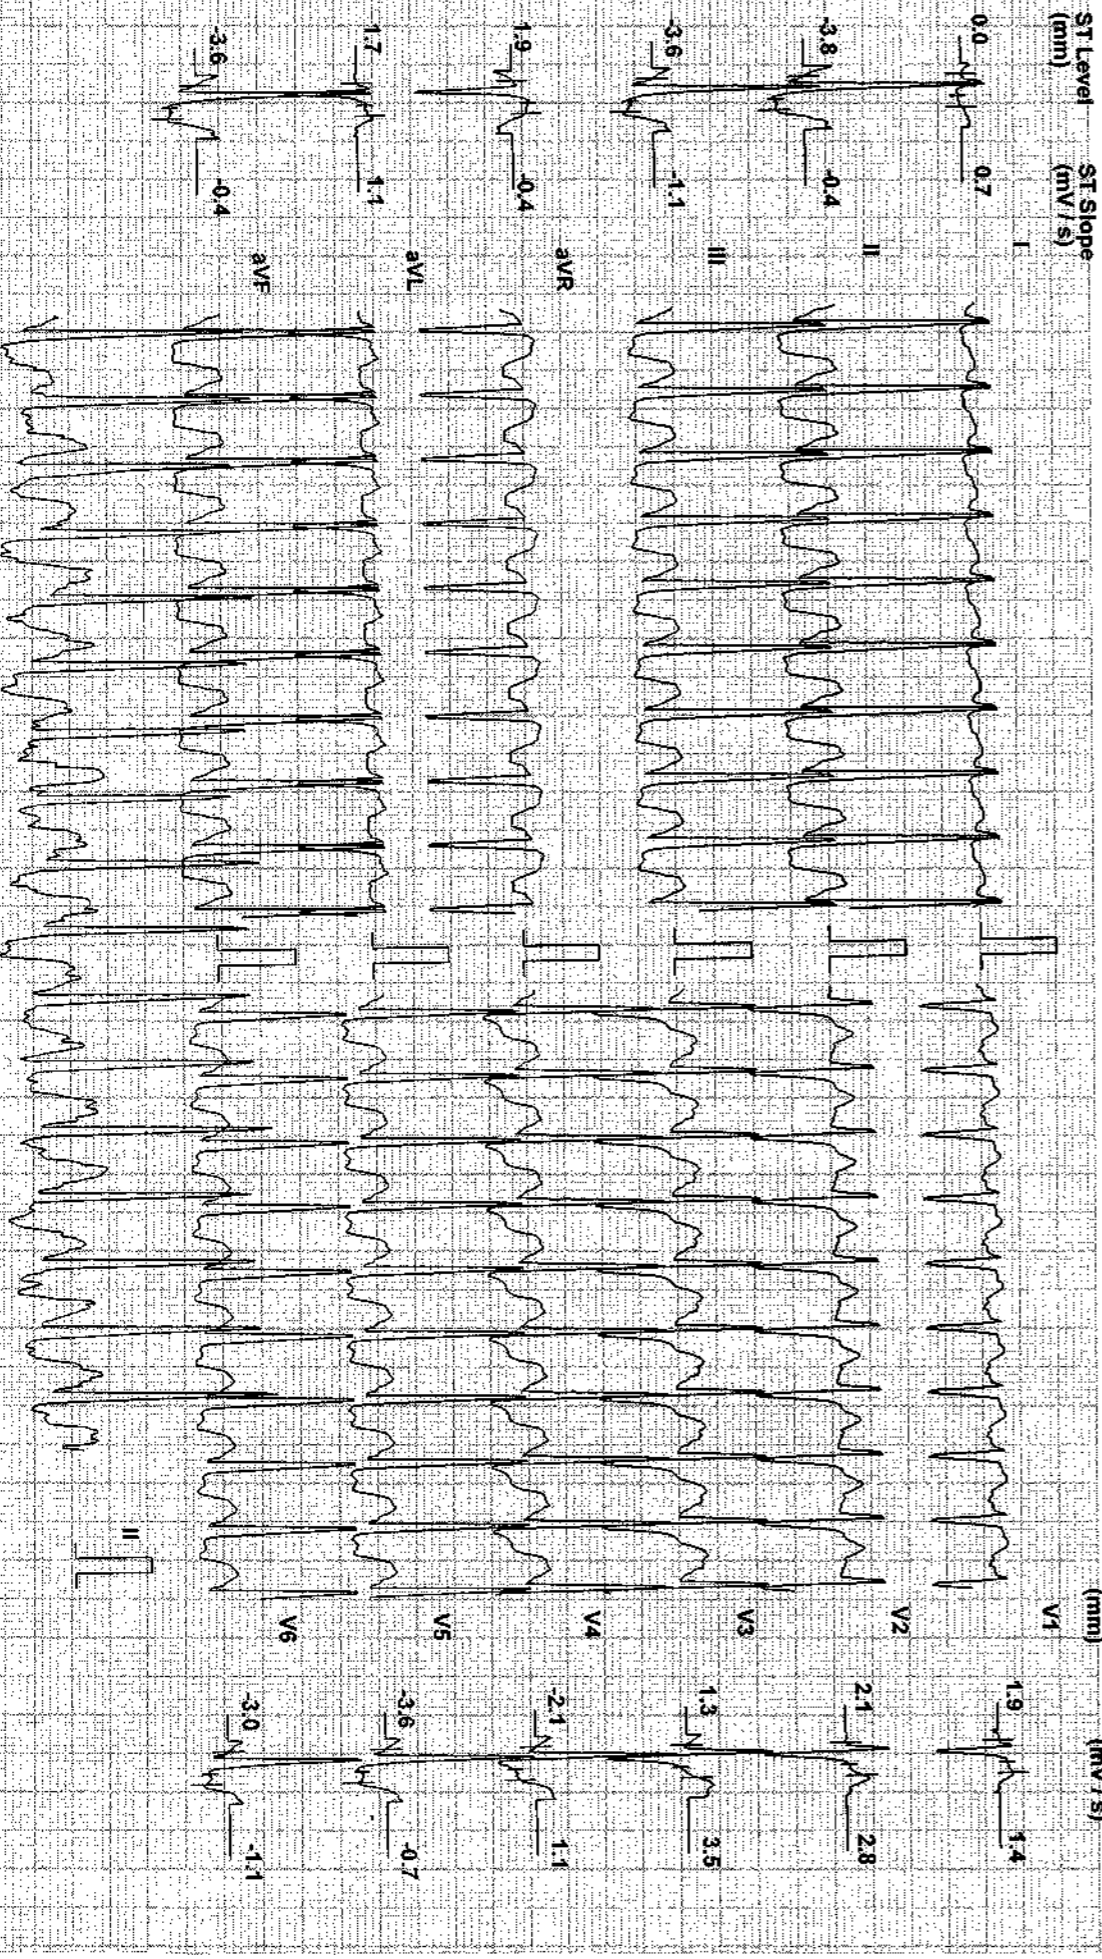 ST Level ST Slope
(mm) (mV / s)
I
0.0 0.7
II
-3.8 -0.4
III
-3.6 -1.1
aVR
1.9 -0.4
aVL
1.7 1.1
aVF
-3.6 -0.4
(mm) (mV / s)
V1
1.9 1.4
V2
2.1 2.8
V3
1.3 3.5
V4
-2.1 1.1
V5
-3.6 -0.7
V6
-3.0 -1.1
II